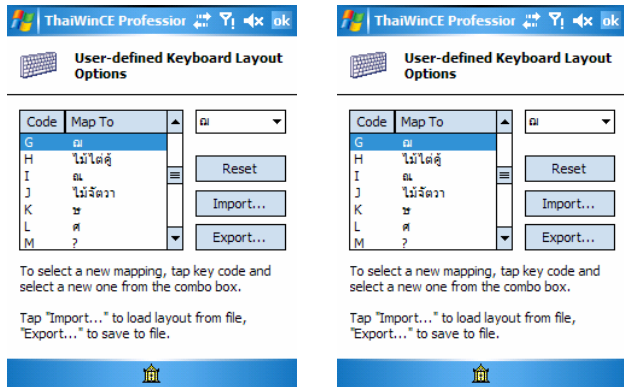 ThaiWinCE Professior ok
User-defined Keyboard Layout
Options
Code Map To ฌ
G ฌ
H ไม้ไต่คู้
I ณ
J ไม้จัตวา
K ษ
L ศ
M ?
Reset
Import...
Export...
To select a new mapping, tap key code and
select a new one from the combo box.
Tap "Import..." to load layout from file,
"Export..." to save to file.
ThaiWinCE Professior ok
User-defined Keyboard Layout
Options
Code Map To ฌ
G ฌ
H ไม้ไต่คู้
I ณ
J ไม้จัตวา
K ษ
L ศ
M ?
Reset
Import...
Export...
To select a new mapping, tap key code and
select a new one from the combo box.
Tap "Import..." to load layout from file,
"Export..." to save to file.